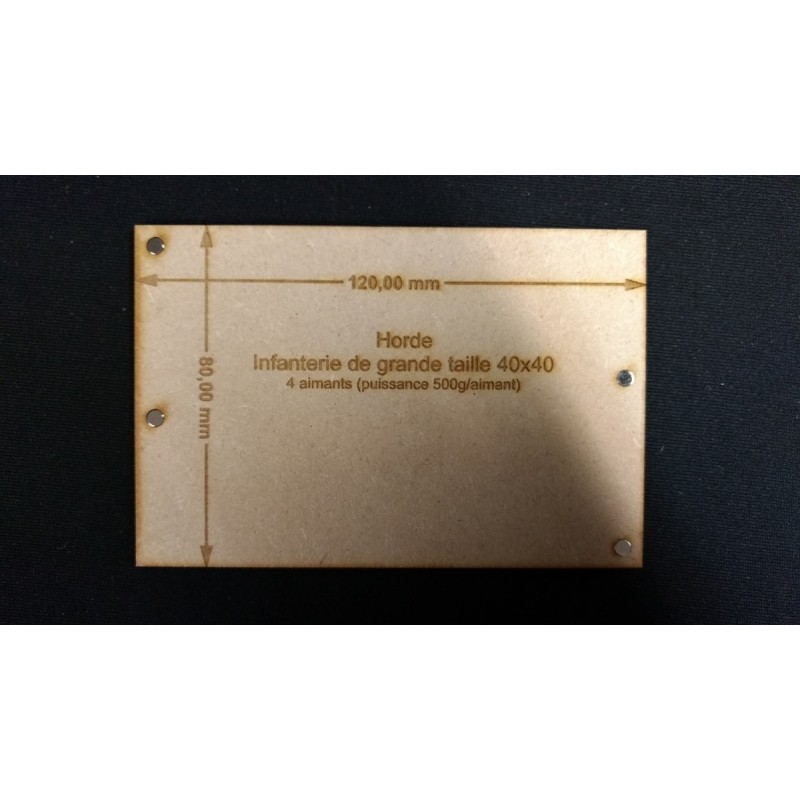 120,00 mm
80,00 mm
Horde
Infanterie de grande taille 40x40
4 aimants (puissance 500g/aimant)